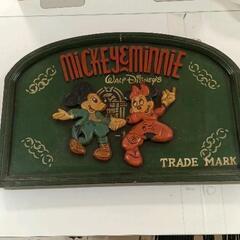 MICKEY & MINNIE
WALT DISNEY'S
TRADE MARK